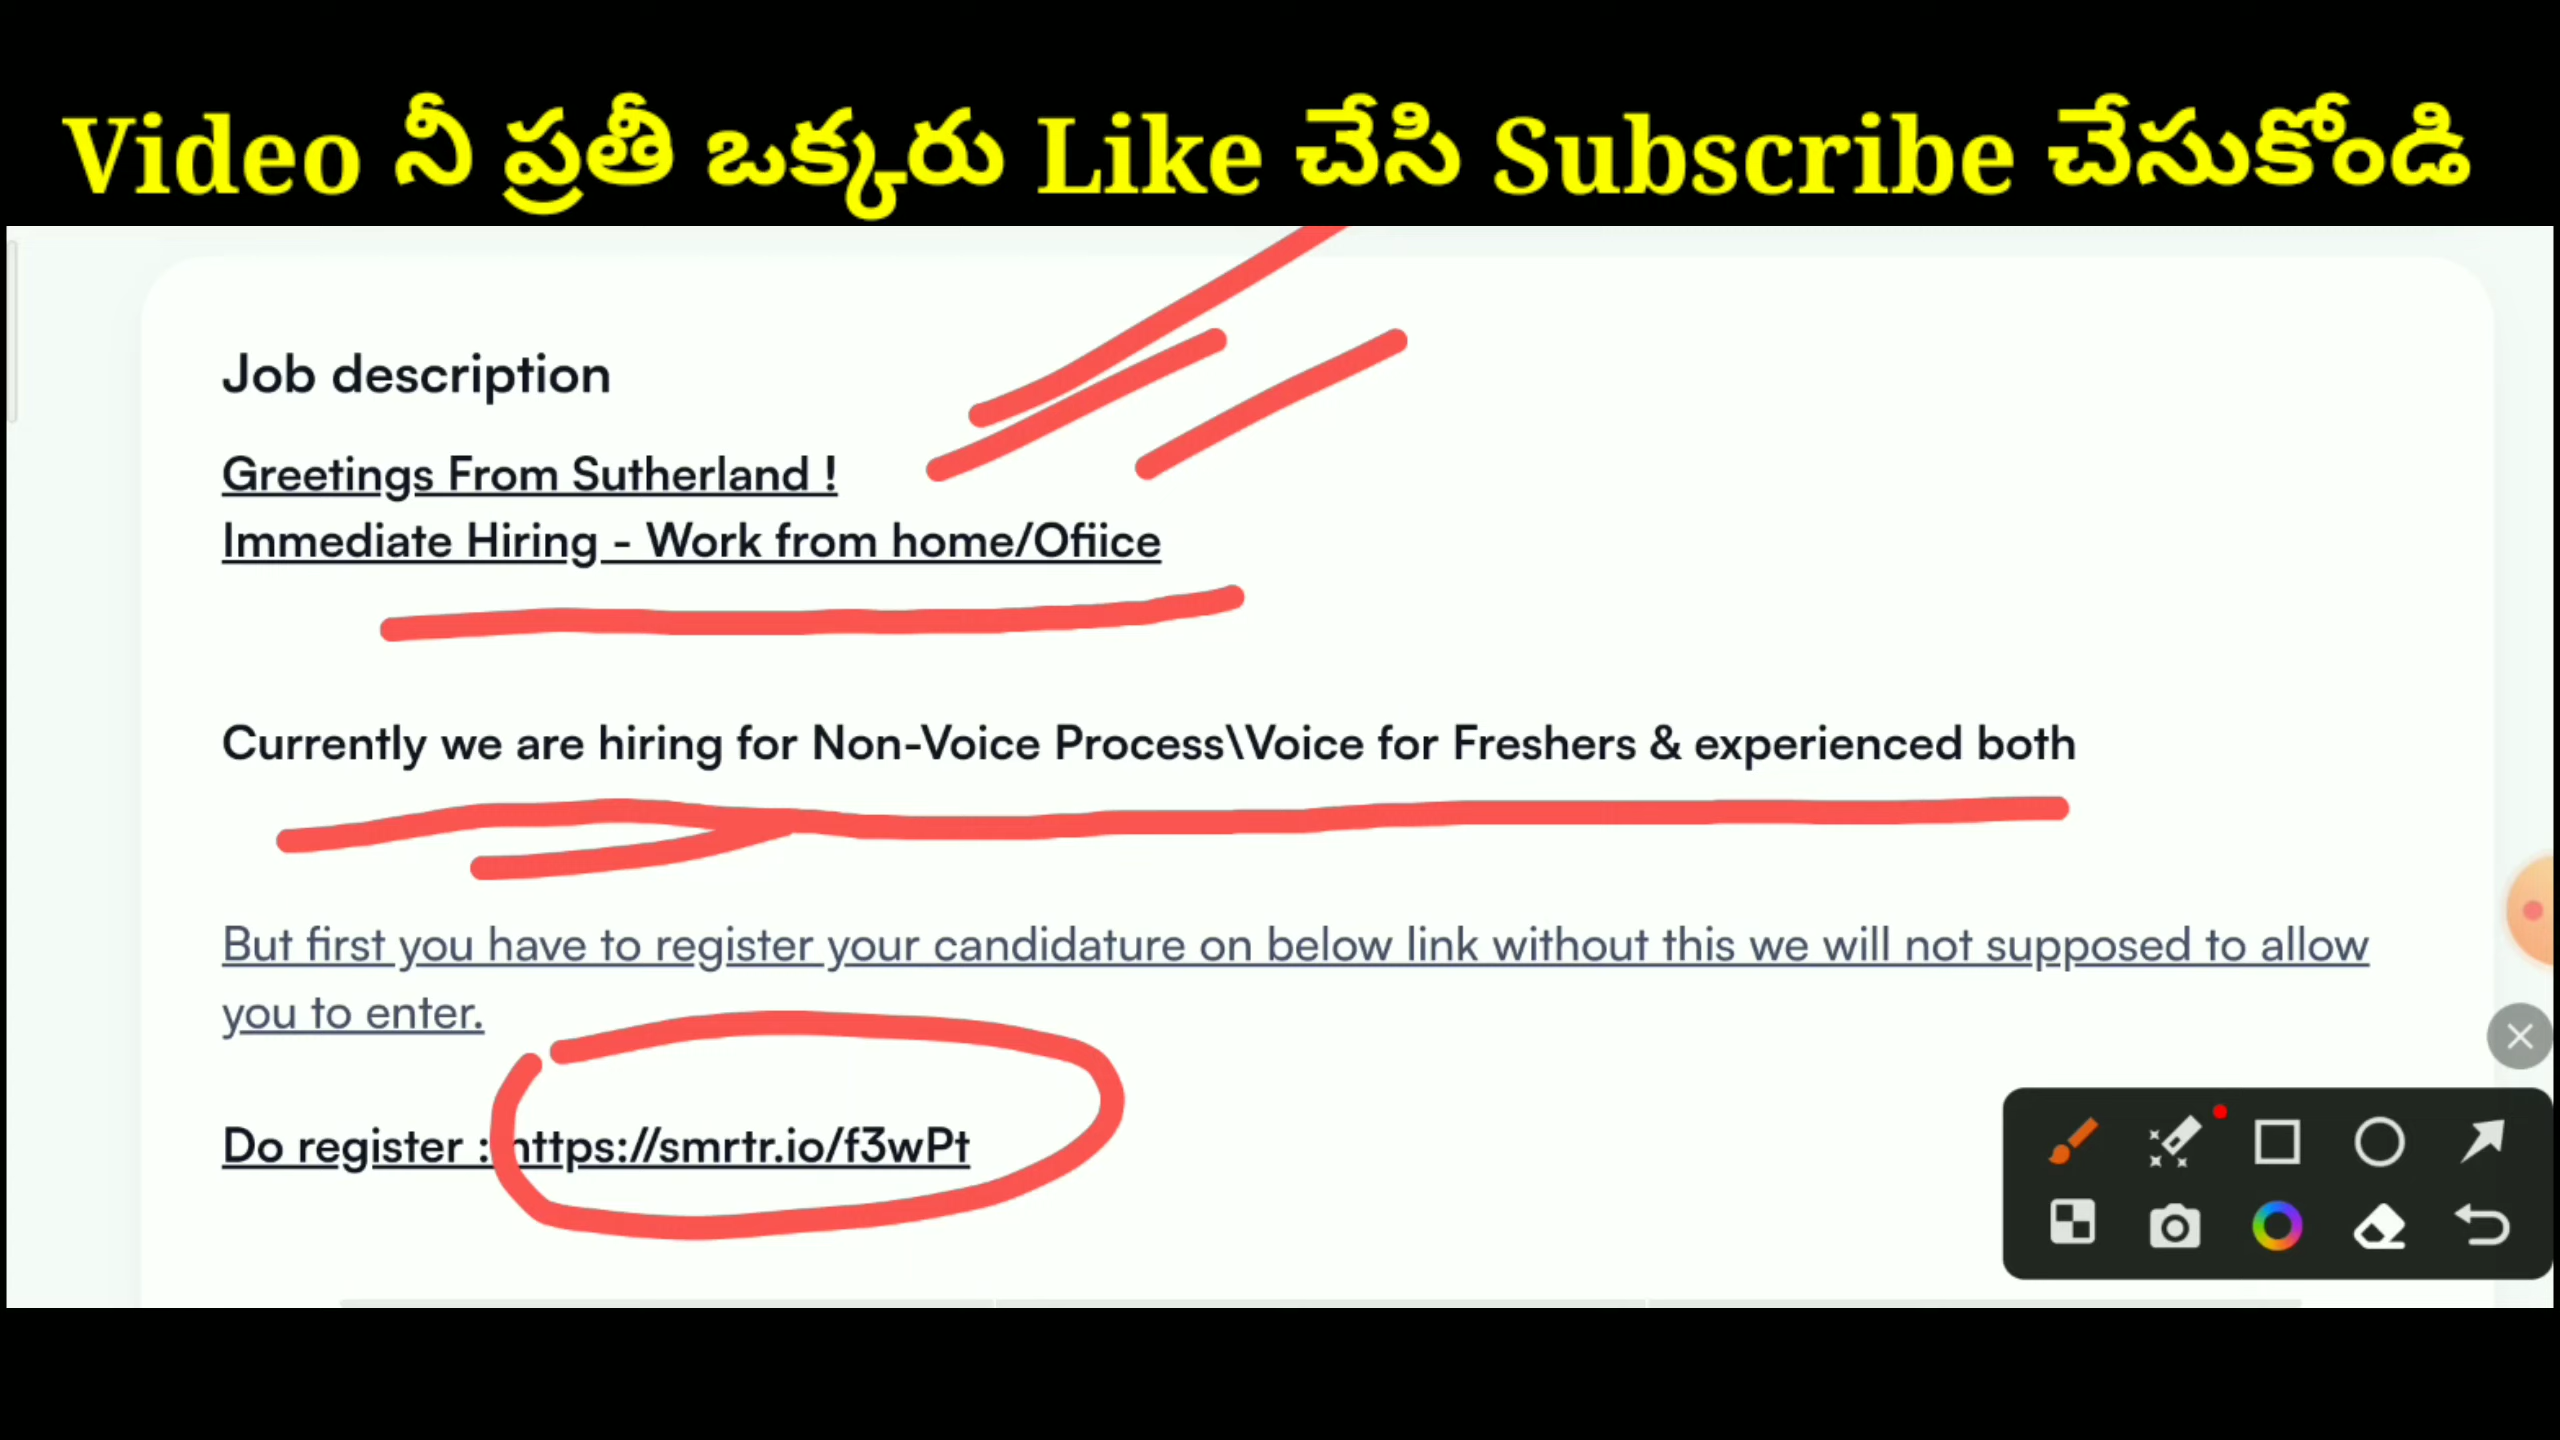 Video నీ ప్రతీ ఒక్కరు Like చేసి Subscribe చేసుకోండి
Job description
Greetings From Sutherland !
Immediate Hiring - Work from home/Ofiice
Currently we are hiring for Non-Voice Process\Voice for Freshers & experienced both
But first you have to register your candidature on below link without this we will not supposed to allow
you to enter.
Do register : https://smrtr.io/f3wPt